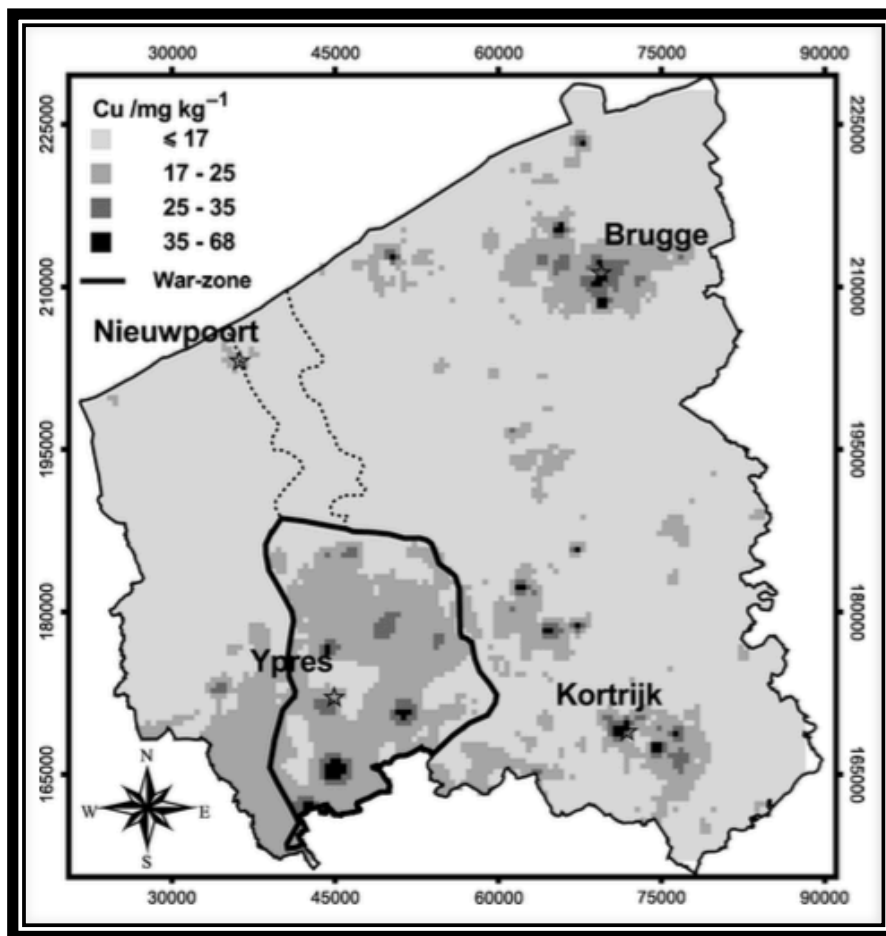 30000 45000 60000 75000 90000
Cu /mg kg⁻¹
≤ 17
17 - 25
25 - 35
35 - 68
War-zone
225000
210000
195000
180000
165000
225000
210000
195000
180000
165000
Brugge
Nieuwpoort
Ypres
Kortrijk
N
W E
S
30000 45000 60000 75000 90000